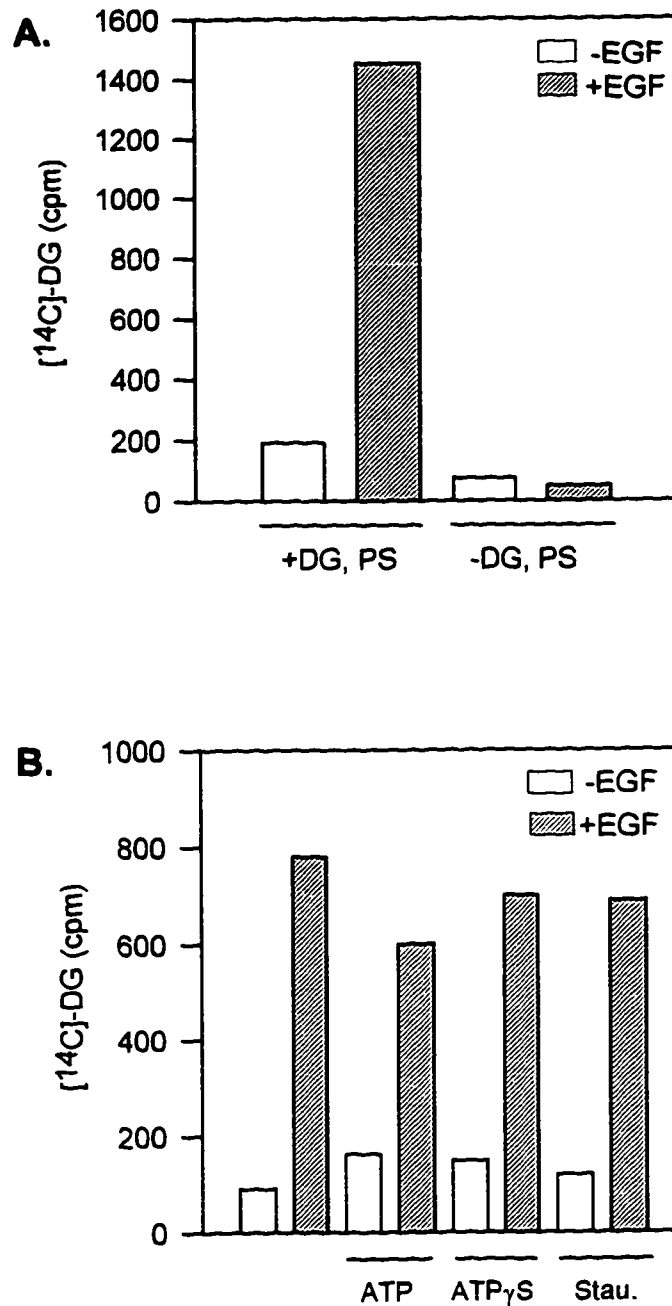 A.
1600
1400
1200
1000
800
600
400
200
0
[14C]-DG (cpm)
-EGF
+EGF
+DG, PS
-DG, PS
B.
1000
800
600
400
200
0
[14C]-DG (cpm)
-EGF
+EGF
ATP
ATPγS
Stau.